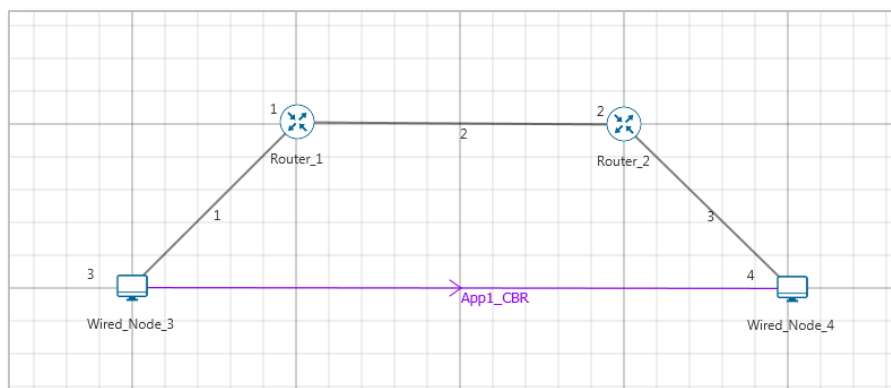 1
2
2
Router_1
Router_2
1
3
3
4
App1_CBR
Wired_Node_3
Wired_Node_4